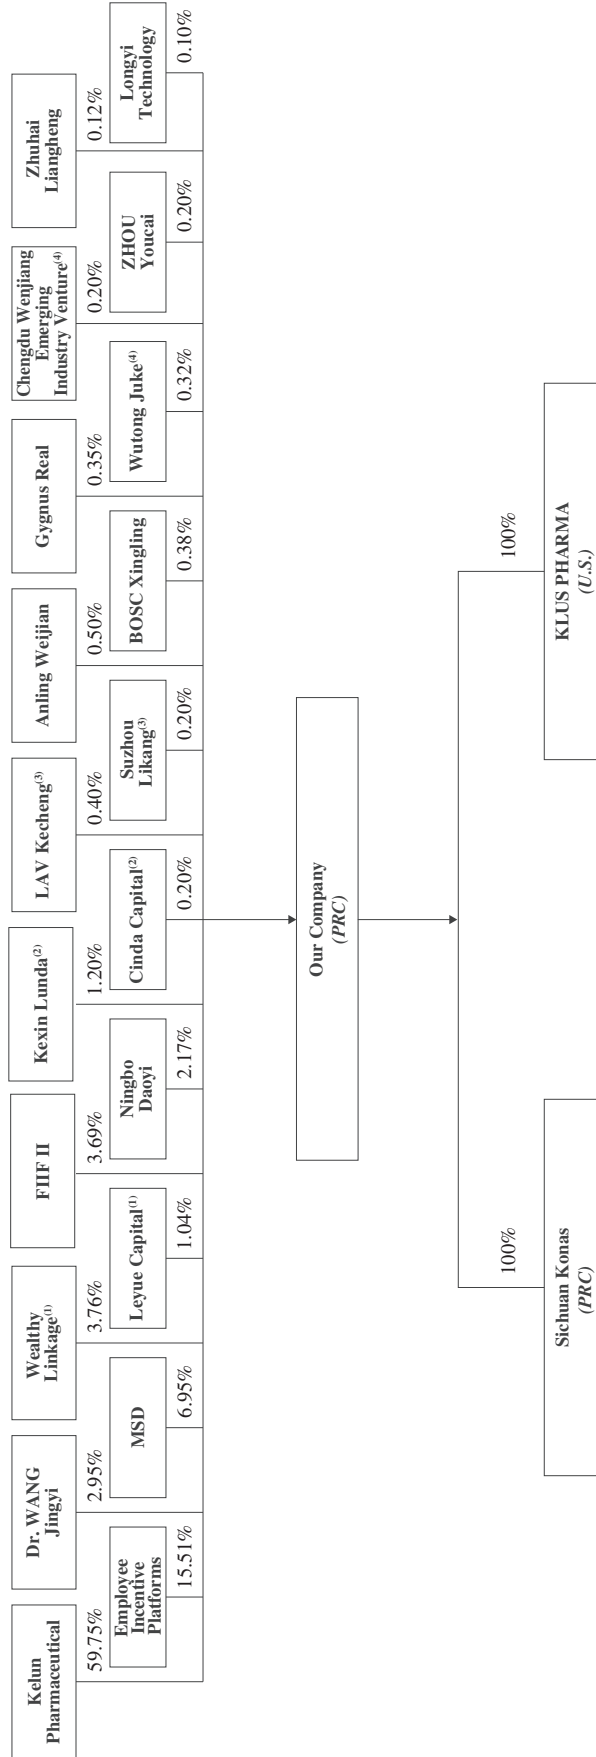 Kelun
Pharmaceutical
Dr. WANG
Jingyi
Wealthy
Linkage(1)
FIIF II
Kexin Lunda(2)
LAV Kecheng(3)
Anling Weijian
Gygnus Real
Chengdu Wenjiang
Emerging
Industry Venture(4)
Zhuhai
Liangheng
59.75%
2.95%
3.76%
3.69%
1.20%
0.40%
0.50%
0.35%
0.20%
0.12%
Employee
Incentive
Platforms
MSD
Leyue Capital(1)
Ningbo
Daoyi
Cinda Capital(2)
Suzhou
Likang(3)
BOSC Xingling
Wutong Juke(4)
ZHOU
Youcai
Longyi
Technology
15.51%
6.95%
1.04%
2.17%
0.20%
0.20%
0.38%
0.32%
0.20%
0.10%
Our Company
(PRC)
100%
100%
Sichuan Konas
(PRC)
KLUS PHARMA
(U.S.)